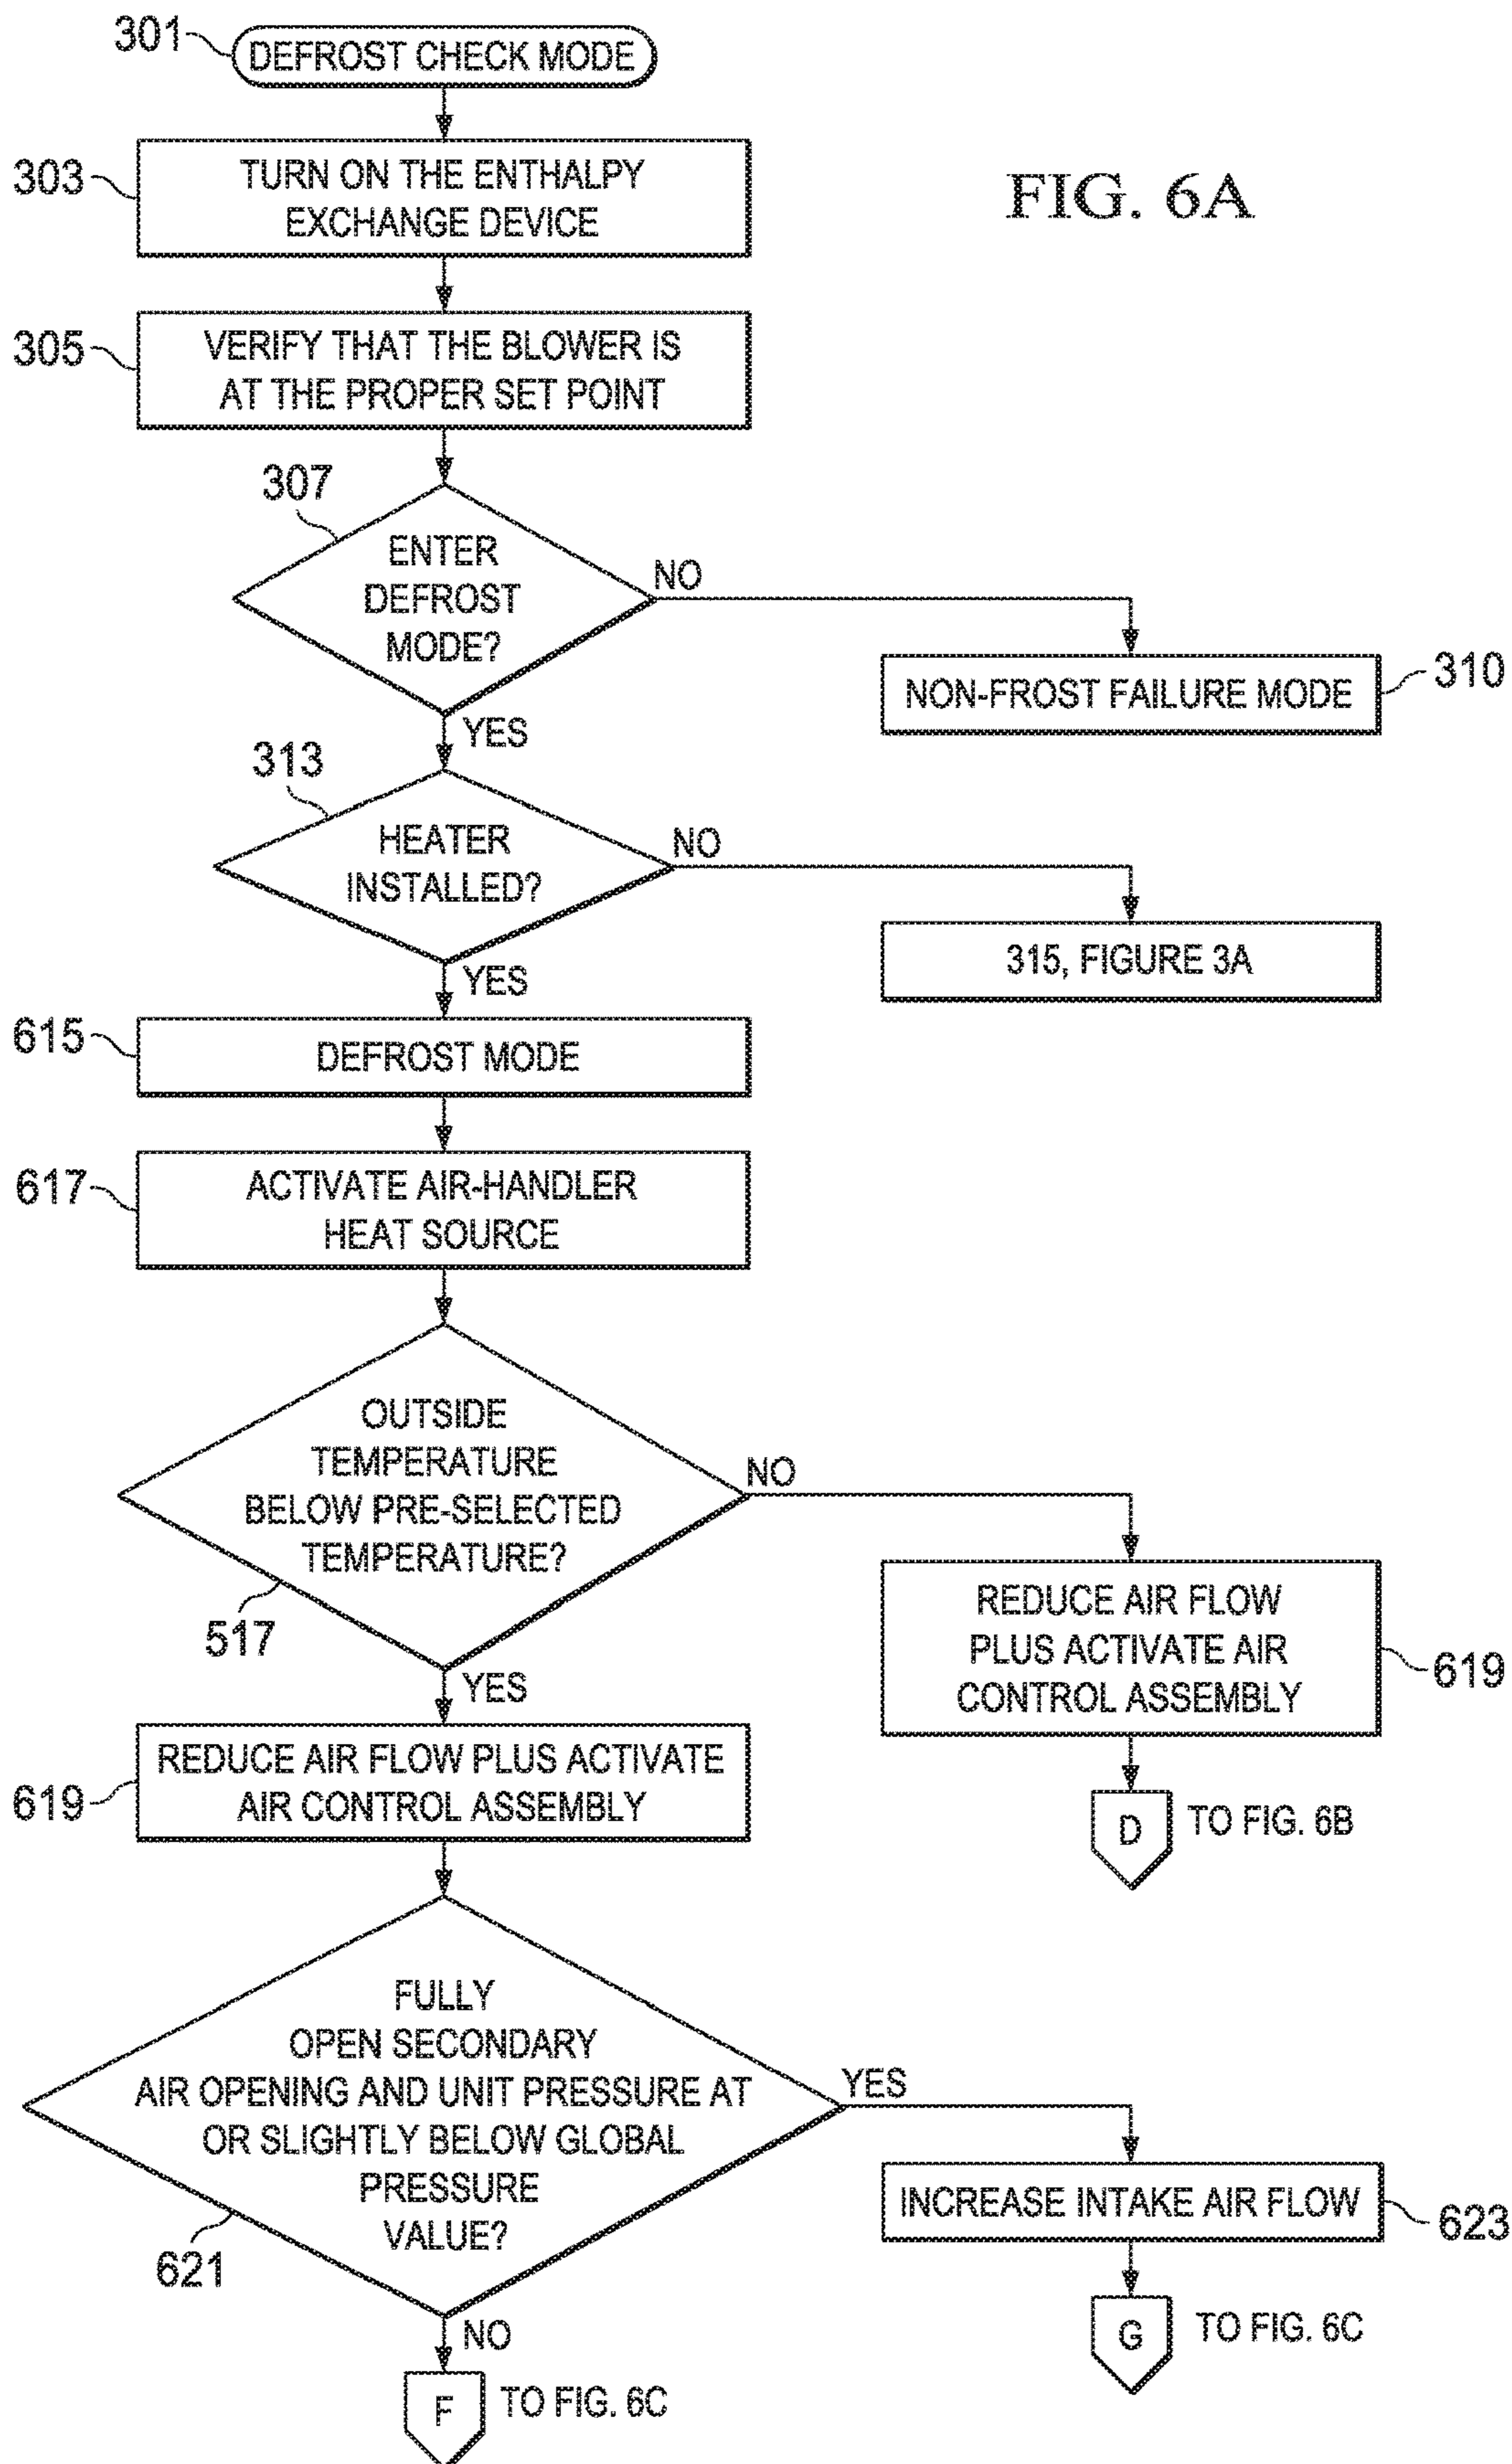 301
DEFROST CHECK MODE
303
TURN ON THE ENTHALPY
EXCHANGE DEVICE
FIG. 6A
305
VERIFY THAT THE BLOWER IS
AT THE PROPER SET POINT
307
ENTER
DEFROST
MODE?
NO
NON-FROST FAILURE MODE
310
YES
313
HEATER
INSTALLED?
NO
315, FIGURE 3A
YES
615
DEFROST MODE
617
ACTIVATE AIR-HANDLER
HEAT SOURCE
OUTSIDE
TEMPERATURE
BELOW PRE-SELECTED
TEMPERATURE?
517
NO
REDUCE AIR FLOW
PLUS ACTIVATE AIR
CONTROL ASSEMBLY
619
D
TO FIG. 6B
YES
619
REDUCE AIR FLOW PLUS ACTIVATE
AIR CONTROL ASSEMBLY
FULLY
OPEN SECONDARY
AIR OPENING AND UNIT PRESSURE AT
OR SLIGHTLY BELOW GLOBAL
PRESSURE
VALUE?
621
YES
INCREASE INTAKE AIR FLOW
623
G
TO FIG. 6C
NO
F
TO FIG. 6C